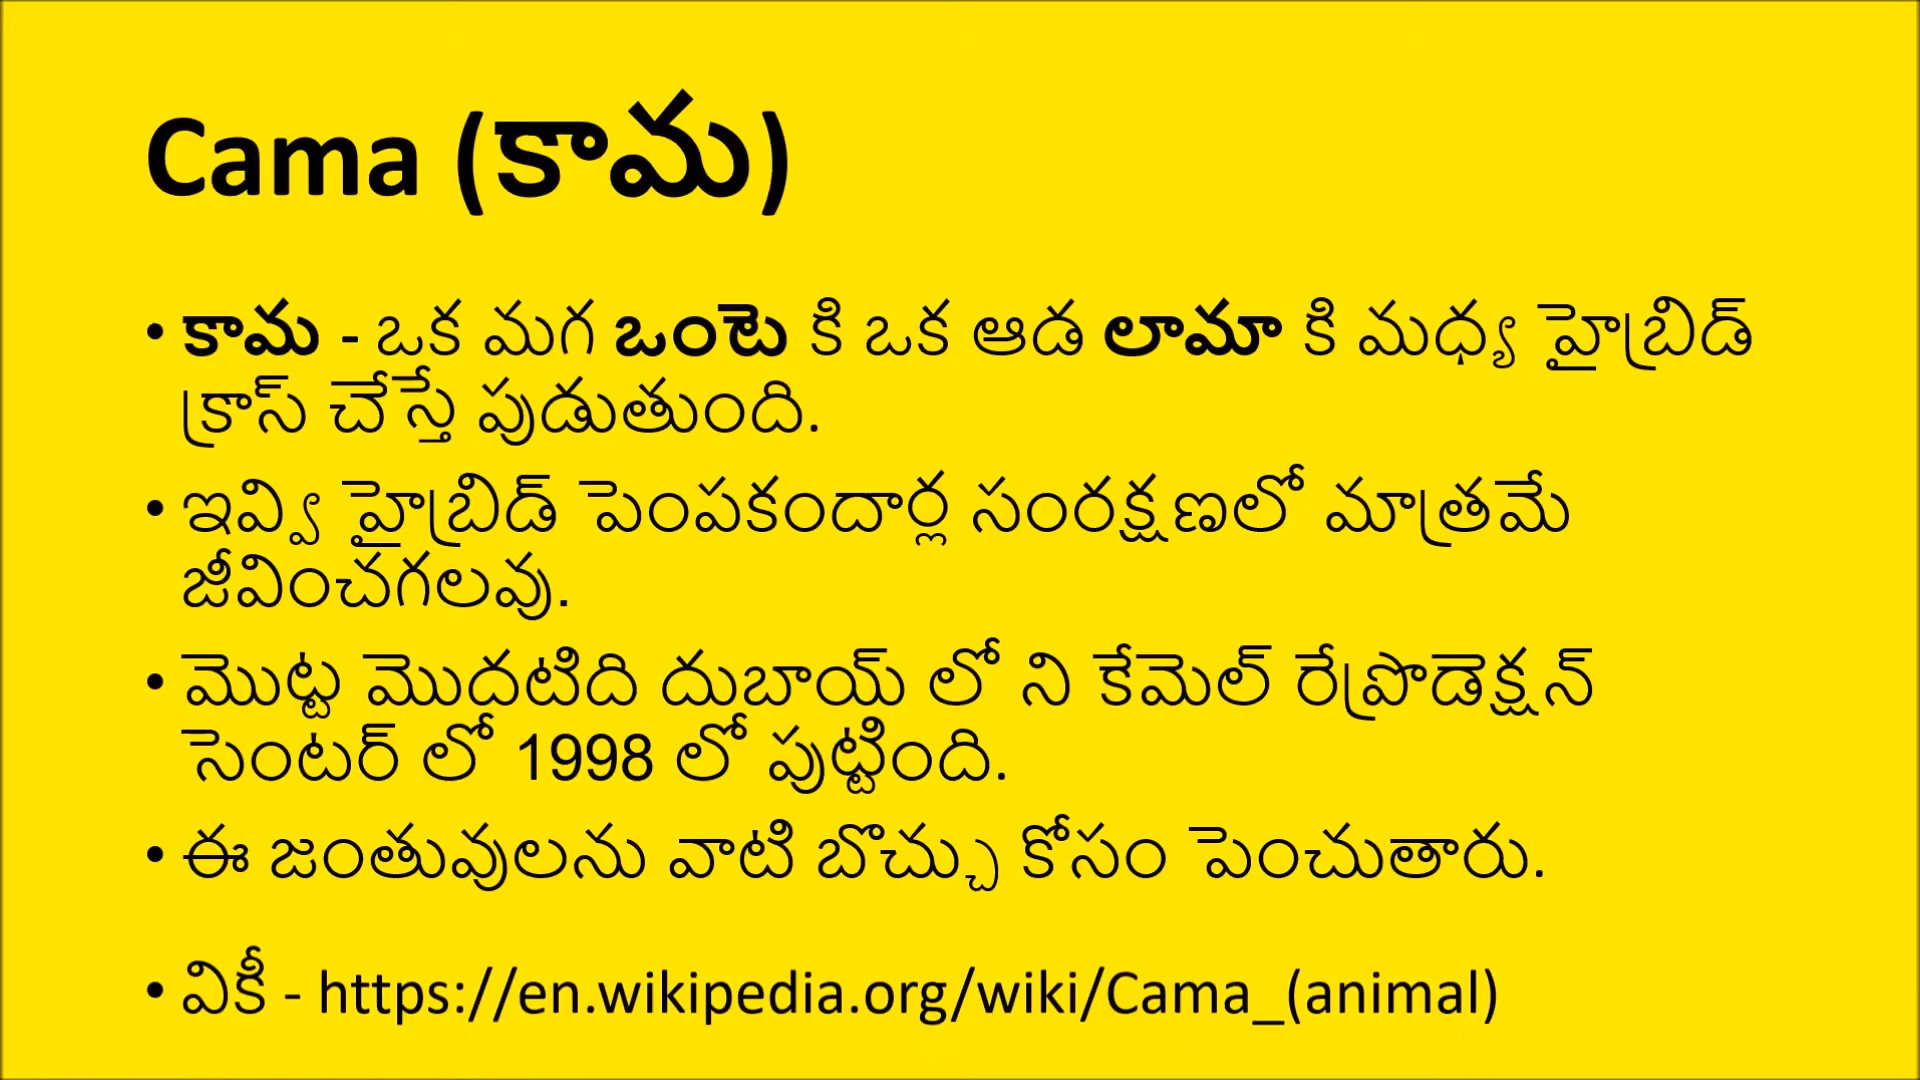 Cama (కామ)
• కామ - ఒక మగ ఒంటె కి ఒక ఆడ లామా కి మధ్య హైబ్రిడ్
క్రాస్ చేస్తే పుడుతుంది.
• ఇవ్వి హైబ్రిడ్ పెంపకందార్ల సంరక్షణలో మాత్రమే
జీవించగలవు.
• మొట్ట మొదటిది దుబాయ్ లో ని కేమెల్ రేప్రొడెక్షన్
సెంటర్ లో 1998 లో పుట్టింది.
• ఈ జంతువులను వాటి బొచ్చు కోసం పెంచుతారు.
• వికీ - https://en.wikipedia.org/wiki/Cama_(animal)